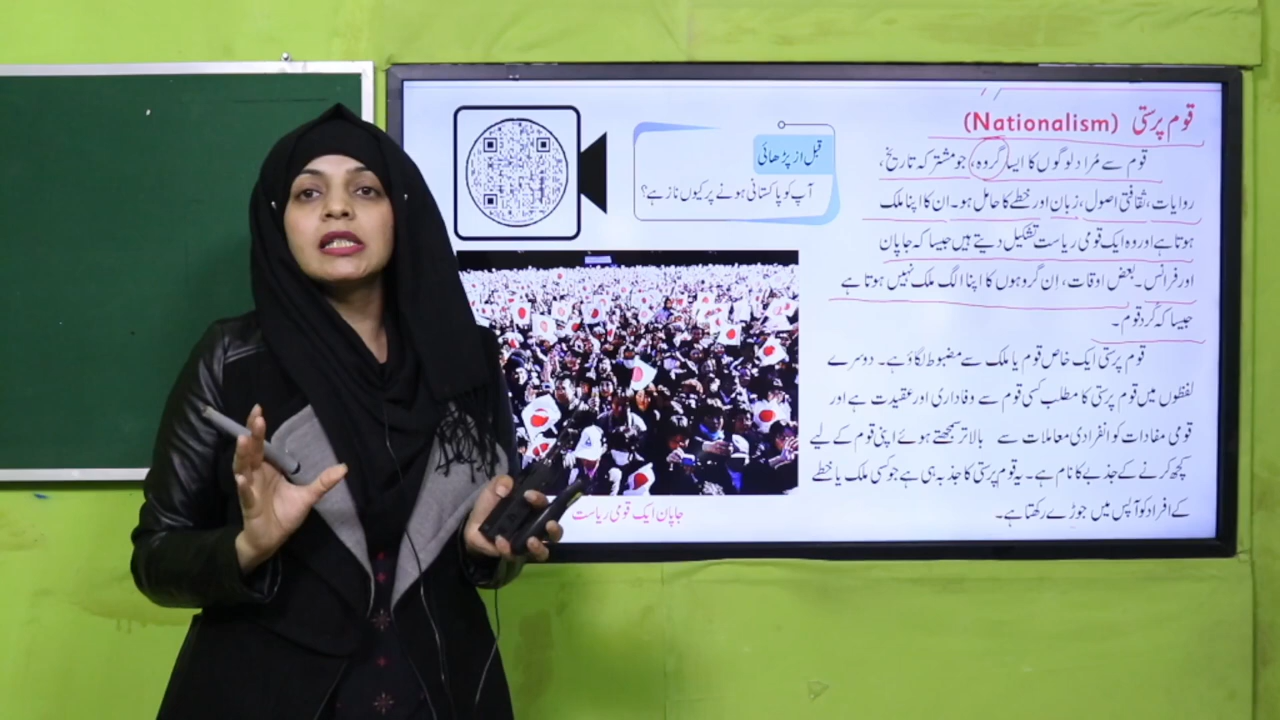 قوم پرستی (Nationalism)
قوم سے مُراد لوگوں کا ایسا گروہ، جو مشترکہ تاریخ،
روایات، ثقافتی اصول، زبان اور خطے کا حامل ہو۔ ان کا اپنا ملک
ہوتا ہے اور وہ ایک قومی ریاست تشکیل دیتے ہیں جیسا کہ جاپان
اور فرانس۔ بعض اوقات، اِن گروہوں کا اپنا الگ ملک نہیں ہوتا ہے
جیسا کہ کُرد قوم۔
قوم پرستی ایک خاص قوم یا ملک سے مضبوط لگاؤ ہے۔ دوسرے
لفظوں میں قوم پرستی کا مطلب کسی قوم سے وفاداری اور عقیدت ہے اور
قومی مفادات کو انفرادی معاملات سے بالاتر سمجھتے ہوئے اپنی قوم کے لیے
کچھ کرنے کے جذبے کا نام ہے۔ یہ قوم پرستی کا جذبہ ہی ہے جو کسی ملک یا خطے
کے افراد کو آپس میں جوڑے رکھتا ہے۔
قبل از پڑھائی
آپ کو پاکستانی ہونے پر کیوں ناز ہے؟
جاپان ایک قومی ریاست